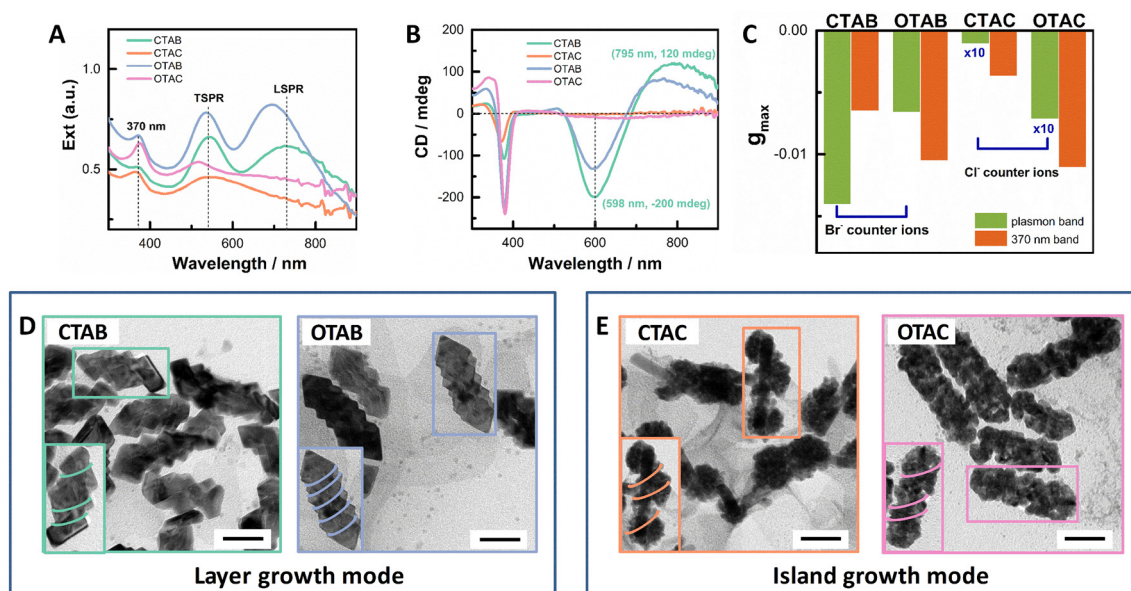 A
CTAB
CTAC
OTAB
OTAC
1.0
0.5
Ext (a.u.)
370 nm
TSPR
LSPR
400
600
800
Wavelength / nm
B
CTAB
CTAC
OTAB
OTAC
200
100
0
-100
-200
CD / mdeg
(795 nm, 120 mdeg)
(598 nm, -200 mdeg)
400
600
800
Wavelength / nm
C
CTAB OTAB CTAC OTAC
0.00
-0.01
gmax
x10
x10
Cl- counter ions
Br- counter ions
plasmon band
370 nm band
D
CTAB
OTAB
Layer growth mode
E
CTAC
OTAC
Island growth mode